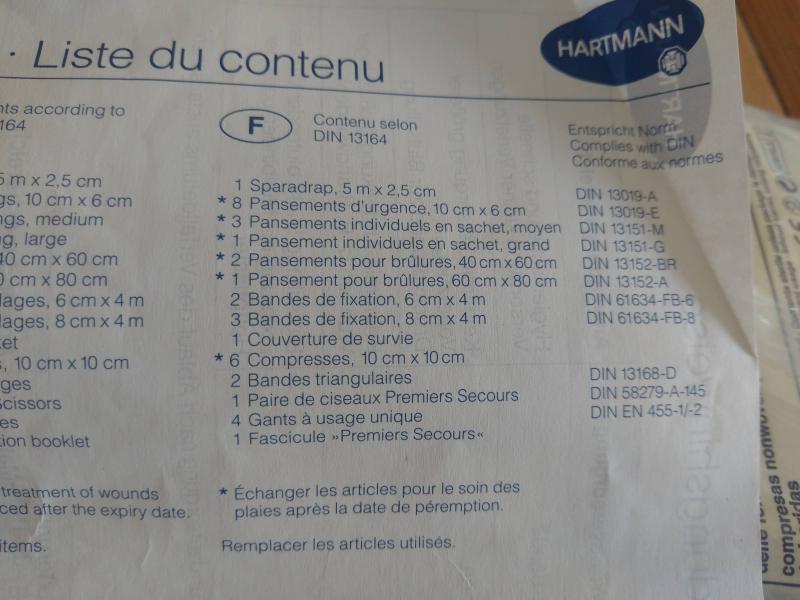 · Liste du contenu
HARTMANN
nts according to
164
5 m x 2,5 cm
gs, 10 cm x 6 cm
ngs, medium
ng, large
40 cm x 60 cm
0 cm x 80 cm
dages, 6 cm x 4 m
dages, 8 cm x 4 m
ket
s, 10 cm x 10 cm
ges
Scissors
es
tion booklet
treatment of wounds
ced after the expiry date.
items.
F
Contenu selon
DIN 13164
1 Sparadrap, 5 m x 2,5 cm
* 8 Pansements d'urgence, 10 cm x 6 cm
* 3 Pansements individuels en sachet, moyen
* 1 Pansement individuels en sachet, grand
* 2 Pansements pour brûlures, 40 cm x 60 cm
* 1 Pansement pour brûlures, 60 cm x 80 cm
2 Bandes de fixation, 6 cm x 4 m
3 Bandes de fixation, 8 cm x 4 m
1 Couverture de survie
* 6 Compresses, 10 cm x 10 cm
2 Bandes triangulaires
1 Paire de ciseaux Premiers Secours
4 Gants à usage unique
1 Fascicule »Premiers Secours«
* Échanger les articles pour le soin des
plaies après la date de péremption.
Remplacer les articles utilisés.
Entspricht Norm
Complies with DIN
Conforme aux normes
DIN 13019-A
DIN 13019-E
DIN 13151-M
DIN 13151-G
DIN 13152-BR
DIN 13152-A
DIN 61634-FB-6
DIN 61634-FB-8
DIN 13168-D
DIN 58279-A-145
DIN EN 455-1/-2
compresas nonwoven